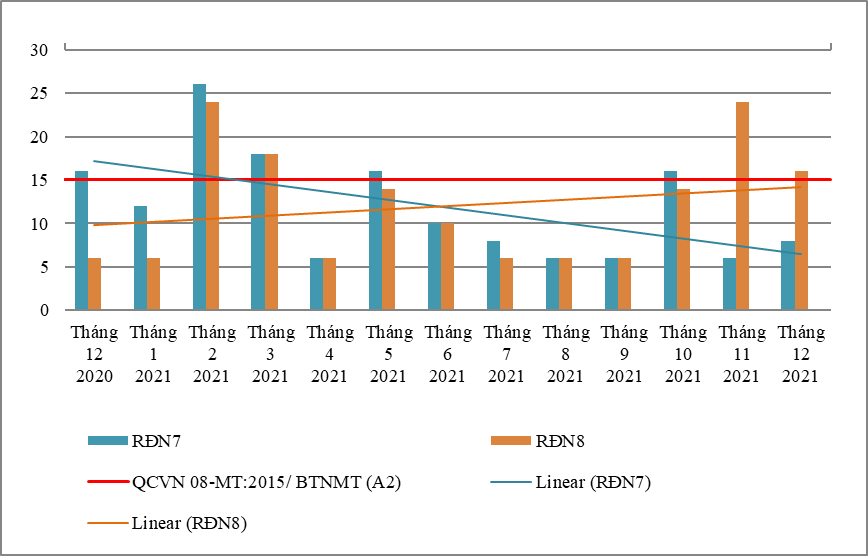 30
25
20
15
10
5
0
Tháng Tháng Tháng Tháng Tháng Tháng Tháng Tháng Tháng Tháng Tháng Tháng Tháng
12 1 2 3 4 5 6 7 8 9 10 11 12
2020 2021 2021 2021 2021 2021 2021 2021 2021 2021 2021 2021 2021
RĐN7 RĐN8
QCVN 08-MT:2015/ BTNMT (A2) Linear (RĐN7)
Linear (RĐN8)